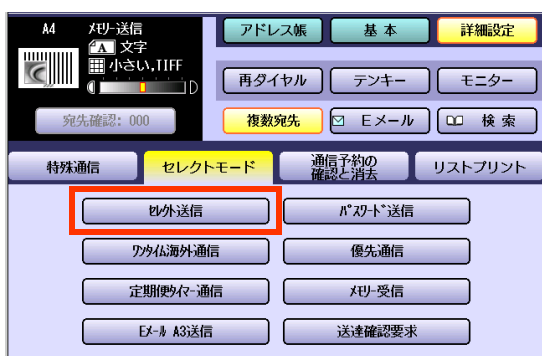 A4 メモリー送信
A 文字
小さい,TIFF
D
宛先確認: 000
アドレス帳
基本
詳細設定
再ダイヤル
テンキー
モニター
複数宛先
Eメール
検索
特殊通信
セレクトモード
通信予約の
確認と消去
リストプリント
セレクト送信
パスワード送信
ワンタイム海外通信
優先通信
定期便タイマー通信
メモリー受信
Eメール A3送信
送達確認要求